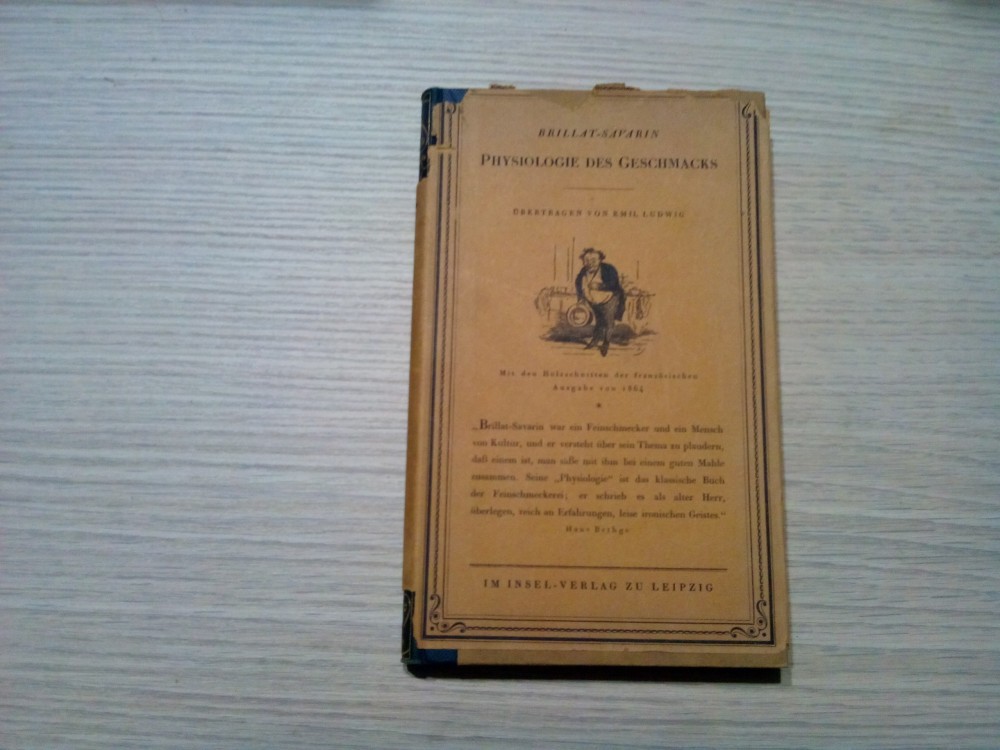 BRILLAT-SAVARIN
PHYSIOLOGIE DES GESCHMACKS
ÜBERTRAGEN VON EMIL LUDWIG
Mit den Holzschnitten der französischen
Ausgabe von 1864
*
„Brillat-Savarin war ein Feinschmecker und ein Mensch
von Kultur, und er versteht über sein Thema zu plaudern,
daß einem ist, man säße mit ihm bei einem guten Mahle
zusammen. Seine „Physiologie“ ist das klassische Buch
der Feinschmeckerei; er schrieb es als alter Herr,
überlegen, reich an Erfahrungen, leise ironischen Geistes.“
Hans Bethge
IM INSEL-VERLAG ZU LEIPZIG